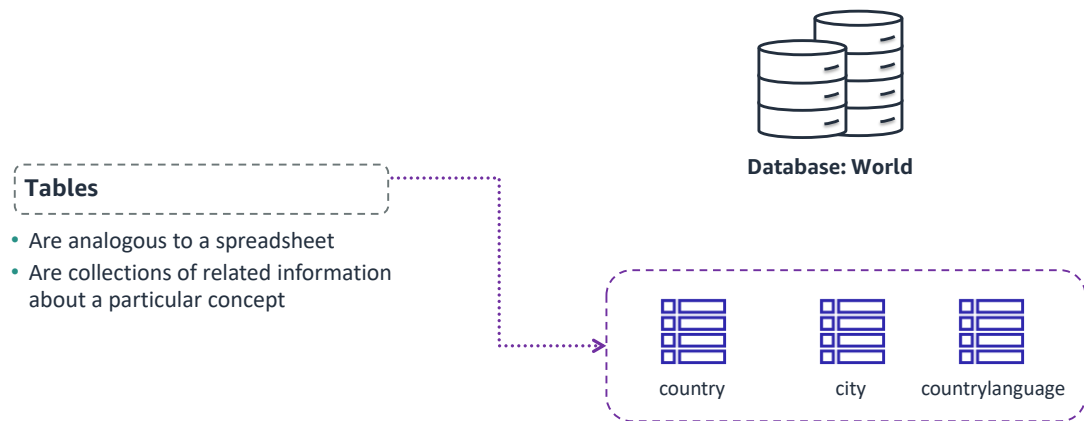 Database: World
Tables
• Are analogous to a spreadsheet
• Are collections of related information
about a particular concept
country
city
countrylanguage